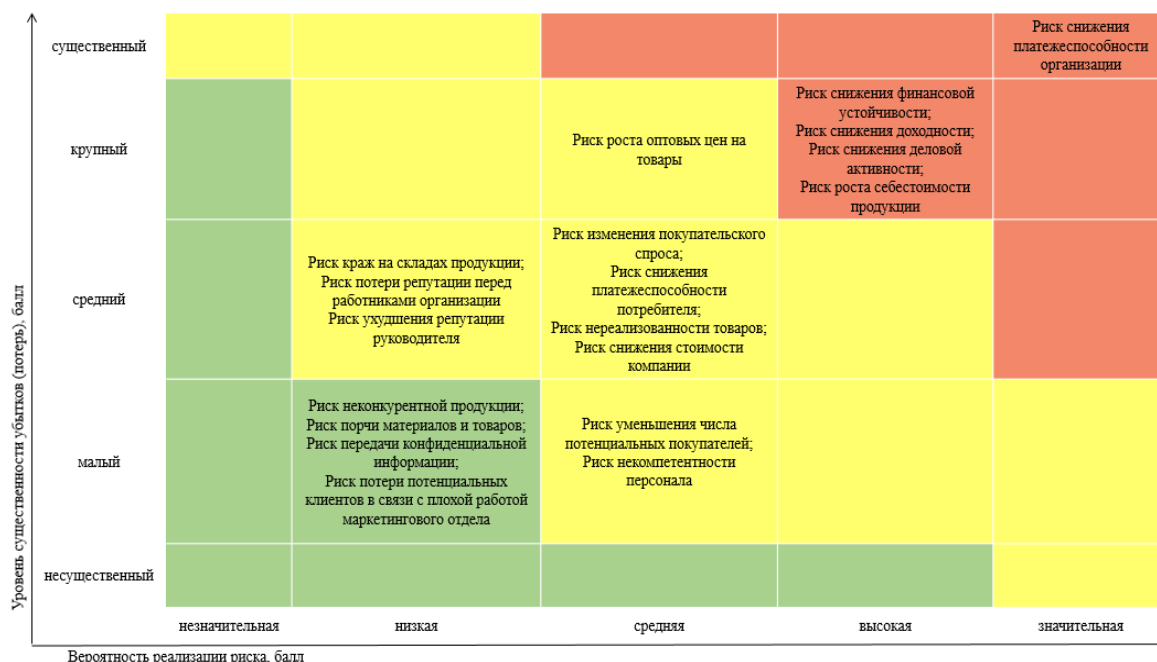 Уровень существенности убытков (потерь), балл
существенный
Риск снижения
платежеспособности
организации
крупный
Риск роста оптовых цен на
товары
Риск снижения финансовой
устойчивости;
Риск снижения доходности;
Риск снижения деловой
активности;
Риск роста себестоимости
продукции
средний
Риск краж на складах продукции;
Риск потери репутации перед
работниками организации
Риск ухудшения репутации
руководителя
Риск изменения покупательского
спроса;
Риск снижения
платежеспособности
потребителя;
Риск нереализованности товаров;
Риск снижения стоимости
компании
малый
Риск неконкурентной продукции;
Риск порчи материалов и товаров;
Риск передачи конфиденциальной
информации;
Риск потери потенциальных
клиентов в связи с плохой работой
маркетингового отдела
Риск уменьшения числа
потенциальных покупателей;
Риск некомпетентности
персонала
несущественный
незначительная
низкая
средняя
высокая
значительная
Вероятность реализации риска, балл